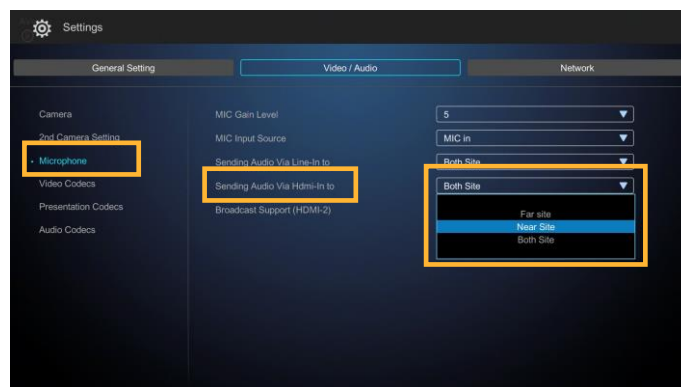 Settings
General Setting
Video / Audio
Network
Camera
2nd Camera Setting
Microphone
Video Codecs
Presentation Codecs
Audio Codecs
MIC Gain Level
5
MIC Input Source
MIC in
Sending Audio Via Line-In to
Both Site
Sending Audio Via Hdmi-In to
Both Site
Broadcast Support (HDMI-2)
Far site
Near Site
Both Site